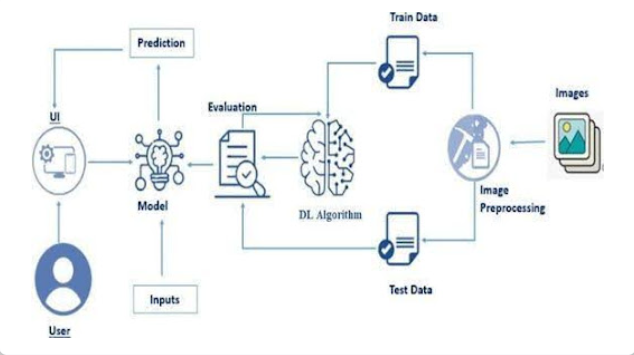 Train Data
Prediction
Images
Evaluation
UI
Model
DL Algorithm
Image
Preprocessing
Inputs
Test Data
User